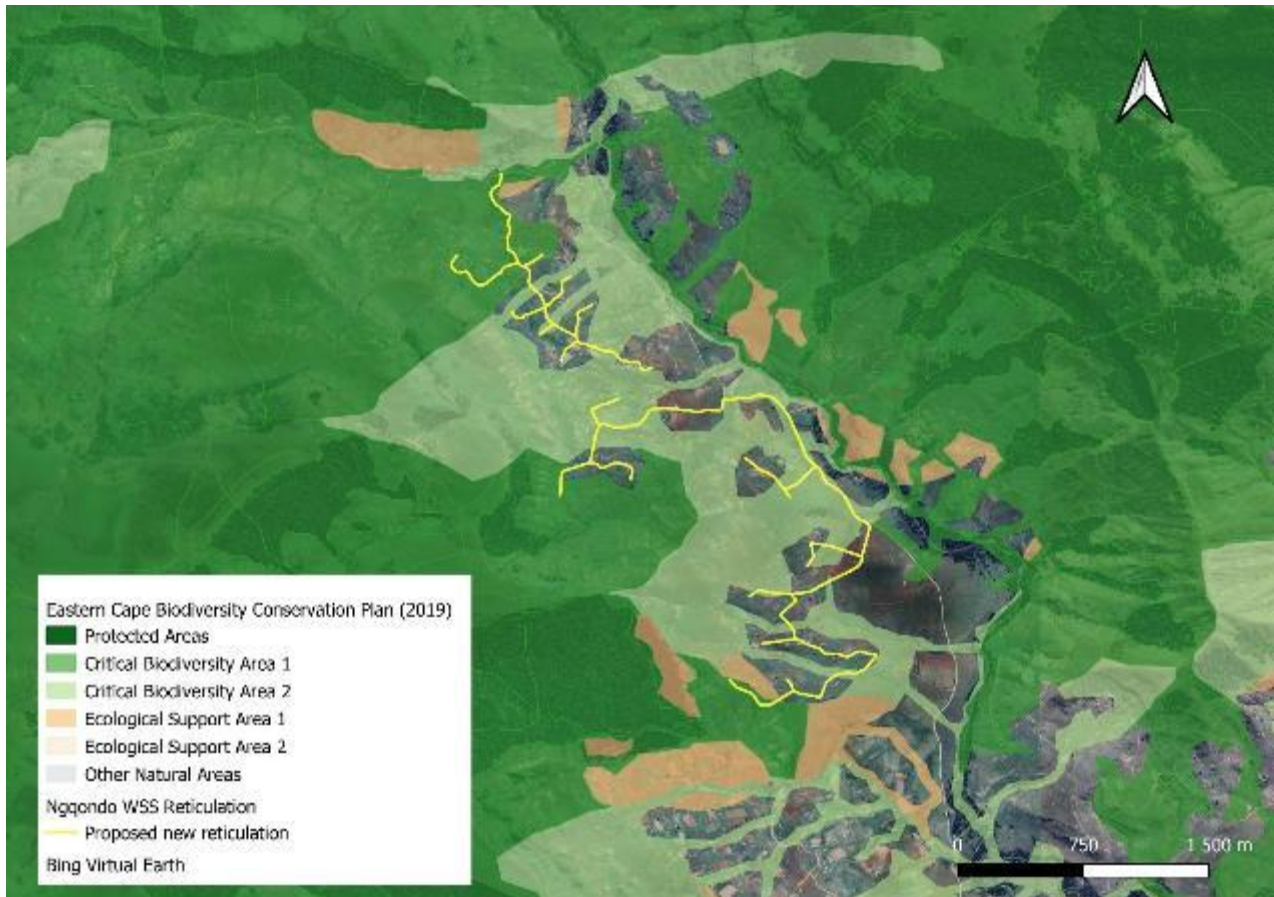 Eastern Cape Biodiversity Conservation Plan (2019)
Protected Areas
Critical Biodiversity Area 1
Critical Biodiversity Area 2
Ecological Support Area 1
Ecological Support Area 2
Other Natural Areas
Ngqondo WSS Reticulation
Proposed new reticulation
Bing Virtual Earth
0 750 1 500 m